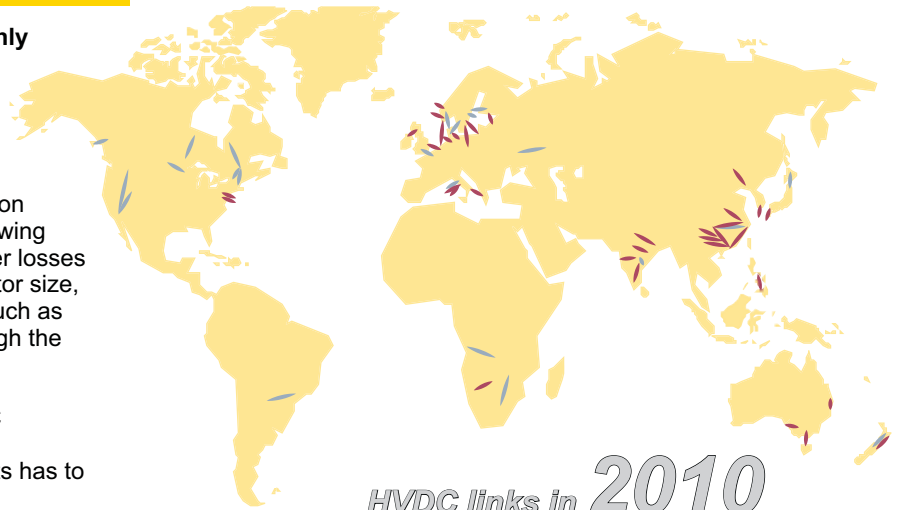 nly
on
wing
er losses
tor size,
uch as
gh the
s has to
HVDC links in 2010